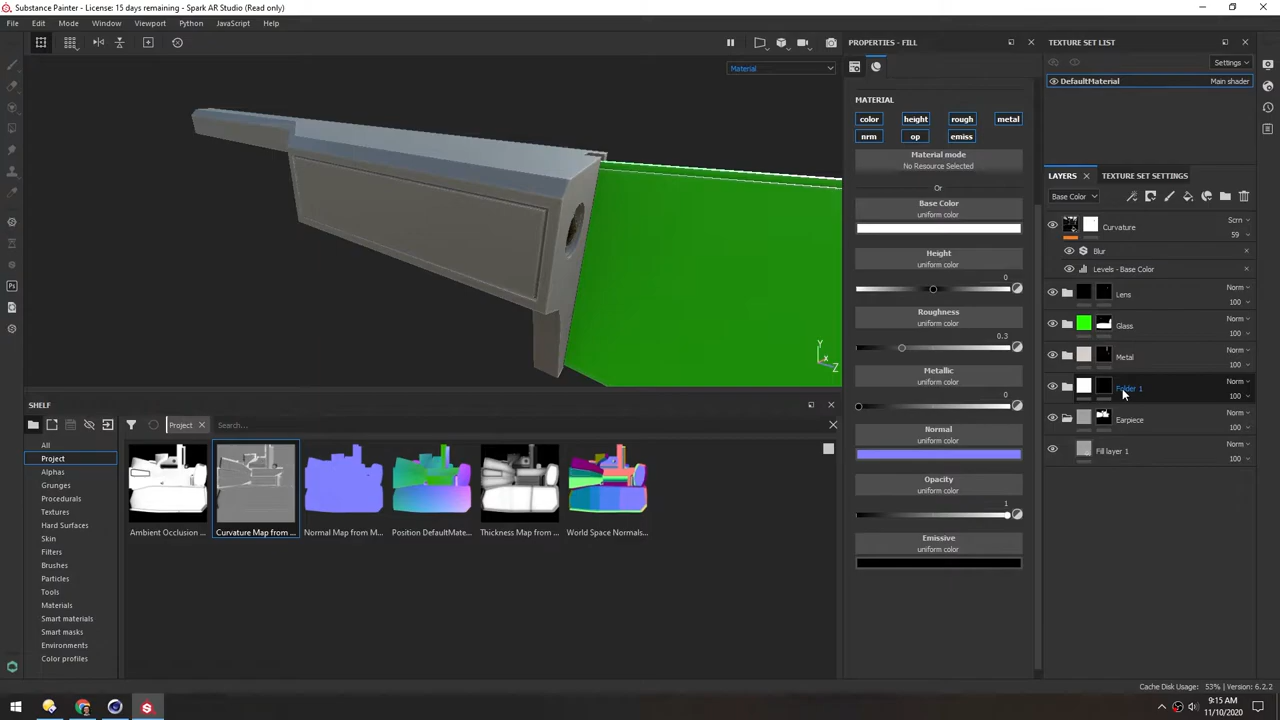 Substance Painter - License: 15 days remaining - Spark AR Studio (Read only)
File Edit Mode Window Viewport Python JavaScript Help
Material
PROPERTIES - FILL
MATERIAL
color height rough metal
nrm op emiss
Material mode
No Resource Selected
Or
Base Color
uniform color
Height
uniform color
0
Roughness
uniform color
0.3
Metallic
uniform color
0
Normal
uniform color
Opacity
uniform color
1
Emissive
uniform color
TEXTURE SET LIST
Settings
DefaultMaterial Main shader
LAYERS TEXTURE SET SETTINGS
Base Color
Curvature Scrn
59
Blur
Levels - Base Color
Lens Norm
100
Glass Norm
100
Metal Norm
100
Folder 1 Norm
100
Earpiece Norm
100
Fill layer 1 Norm
100
Y
X
Z
SHELF
Project Search...
All
Project
Alphas
Grunges
Procedurals
Textures
Hard Surfaces
Skin
Filters
Brushes
Particles
Tools
Materials
Smart materials
Smart masks
Environments
Color profiles
Ambient Occlusion ... Curvature Map from ... Normal Map from M... Position DefaultMate... Thickness Map from ... World Space Normals...
Ps
Cache Disk Usage: 53% | Version: 6.2.2
9:15 AM
11/10/2020